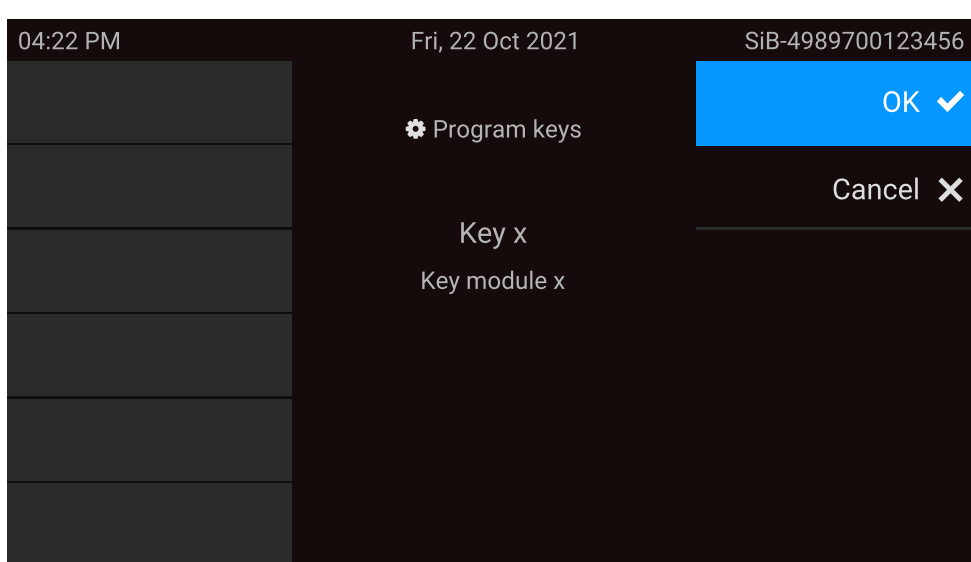 04:22 PM Fri, 22 Oct 2021 SiB-4989700123456
OK
Program keys
Cancel
Key x
Key module x